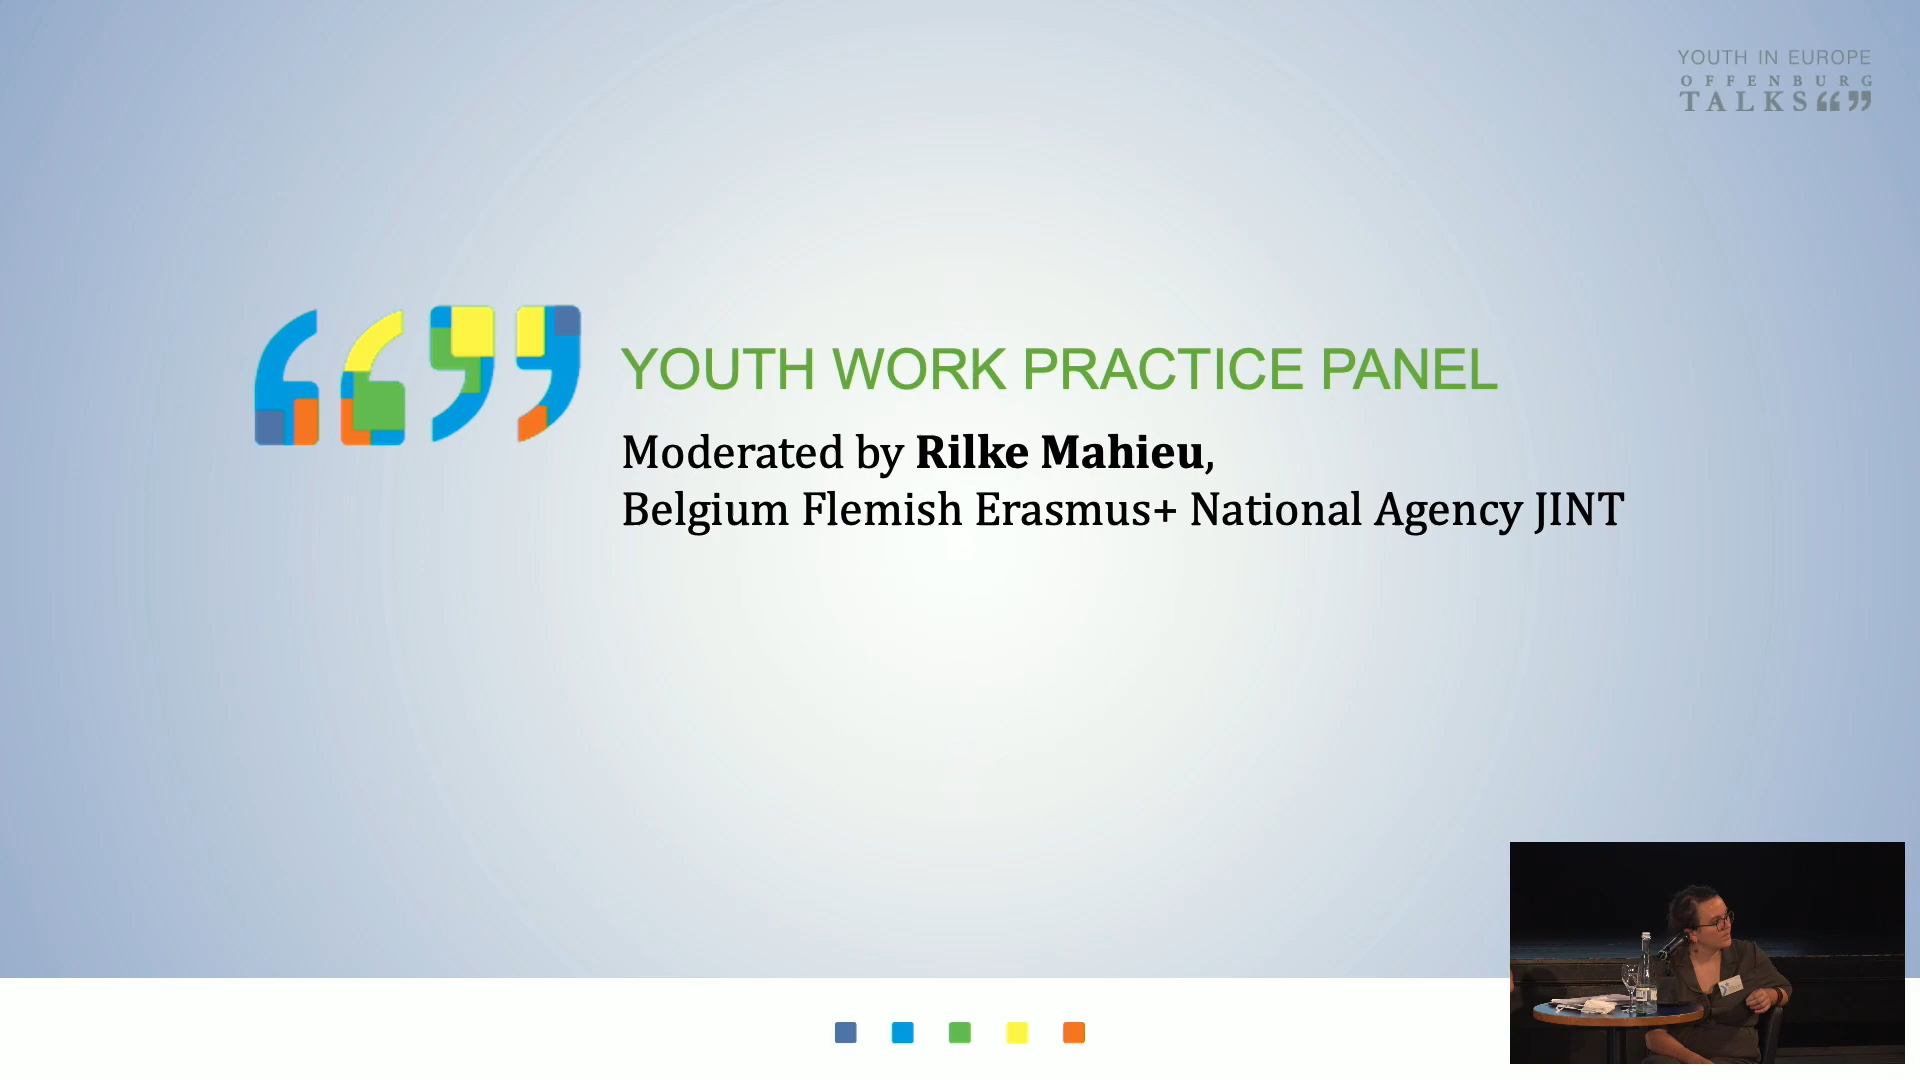 YOUTH IN EUROPE
OFFENBURG
TALKS
YOUTH WORK PRACTICE PANEL
Moderated by Rilke Mahieu,
Belgium Flemish Erasmus+ National Agency JINT